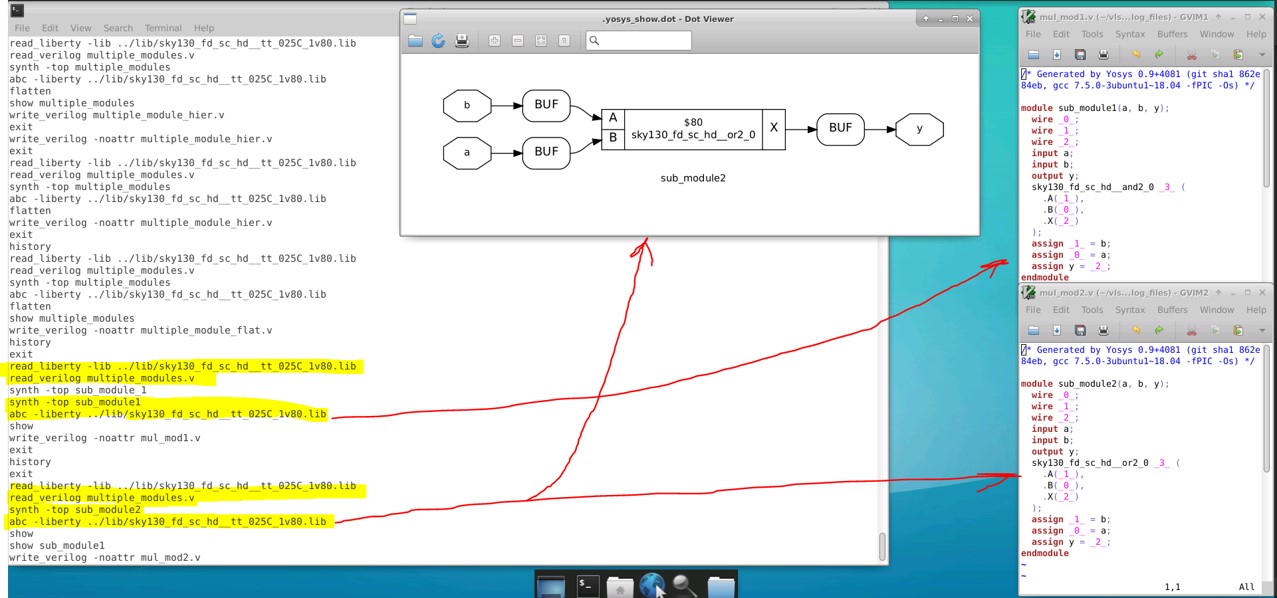 File Edit View Search Terminal Help
read_liberty -lib ../lib/sky130_fd_sc_hd__tt_025C_1v80.lib
read_verilog multiple_modules.v
synth -top multiple_modules
abc -liberty ../lib/sky130_fd_sc_hd__tt_025C_1v80.lib
flatten
show multiple_modules
write_verilog multiple_module_hier.v
exit
write_verilog -noattr multiple_module_hier.v
exit
read_liberty -lib ../lib/sky130_fd_sc_hd__tt_025C_1v80.lib
read_verilog multiple_modules.v
synth -top multiple_modules
abc -liberty ../lib/sky130_fd_sc_hd__tt_025C_1v80.lib
flatten
write_verilog -noattr multiple_module_hier.v
exit
history
read_liberty -lib ../lib/sky130_fd_sc_hd__tt_025C_1v80.lib
read_verilog multiple_modules.v
synth -top multiple_modules
abc -liberty ../lib/sky130_fd_sc_hd__tt_025C_1v80.lib
flatten
show multiple_modules
write_verilog -noattr multiple_module_flat.v
history
exit
read_liberty -lib ../lib/sky130_fd_sc_hd__tt_025C_1v80.lib
read_verilog multiple_modules.v
synth -top sub_module_1
synth -top sub_module1
abc -liberty ../lib/sky130_fd_sc_hd__tt_025C_1v80.lib
show
write_verilog -noattr mul_mod1.v
exit
history
exit
read_liberty -lib ../lib/sky130_fd_sc_hd__tt_025C_1v80.lib
read_verilog multiple_modules.v
synth -top sub_module2
abc -liberty ../lib/sky130_fd_sc_hd__tt_025C_1v80.lib
show
show sub_module1
write_verilog -noattr mul_mod2.v
.yosys_show.dot - Dot Viewer
b
BUF
a
BUF
A
B
$80
sky130_fd_sc_hd__or2_0
X
BUF
y
sub_module2
mul_mod1.v (~/vls...log_files) - GVIM1
File Edit Tools Syntax Buffers Window Help
/* Generated by Yosys 0.9+4081 (git sha1 862e
84eb, gcc 7.5.0-3ubuntu1~18.04 -fPIC -Os) */
module sub_module1(a, b, y);
wire _0_;
wire _1_;
wire _2_;
input a;
input b;
output y;
sky130_fd_sc_hd__and2_0 _3_ (
.A(_1_),
.B(_0_),
.X(_2_)
);
assign _1_ = b;
assign _0_ = a;
assign y = _2_;
endmodule
mul_mod2.v (~/vls...log_files) - GVIM2
File Edit Tools Syntax Buffers Window Help
/* Generated by Yosys 0.9+4081 (git sha1 862e
84eb, gcc 7.5.0-3ubuntu1~18.04 -fPIC -Os) */
module sub_module2(a, b, y);
wire _0_;
wire _1_;
wire _2_;
input a;
input b;
output y;
sky130_fd_sc_hd__or2_0 _3_ (
.A(_1_),
.B(_0_),
.X(_2_)
);
assign _1_ = b;
assign _0_ = a;
assign y = _2_;
endmodule
~
~
1,1 All